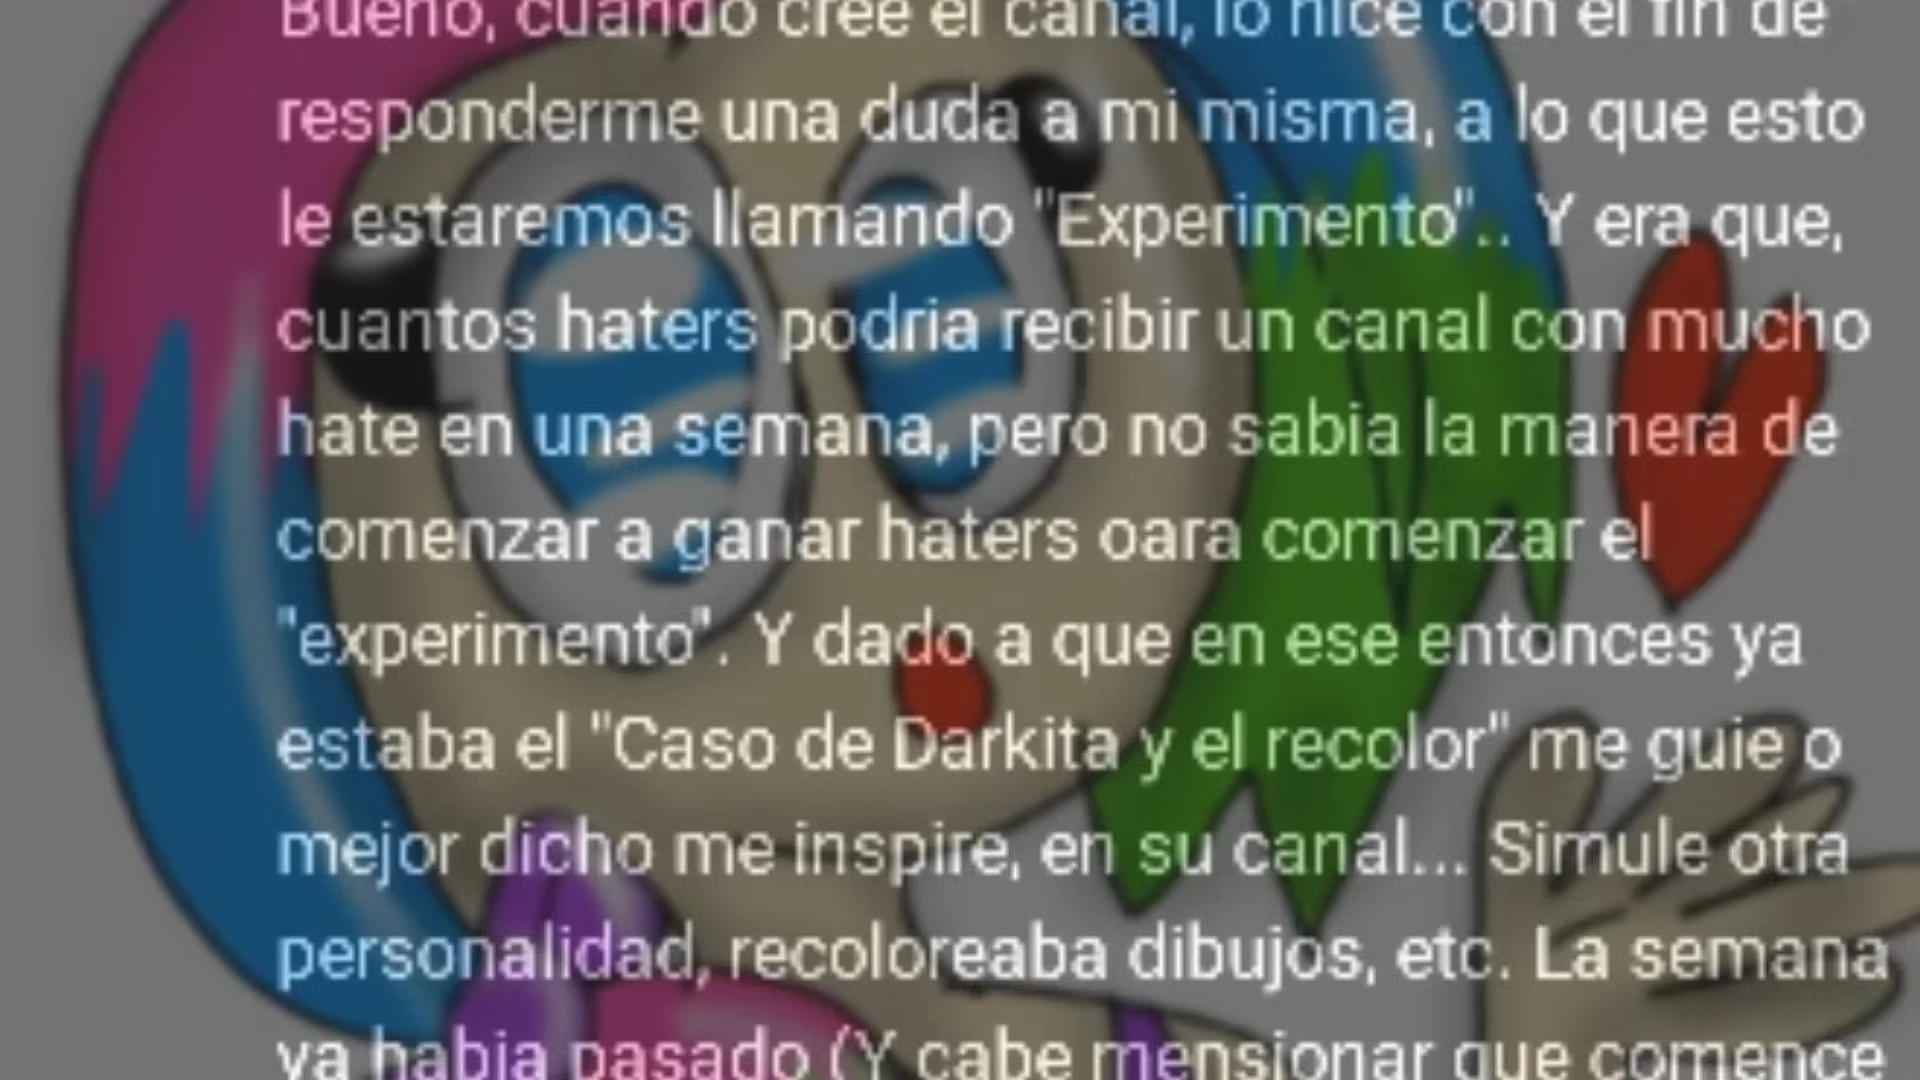 Bueno, cuando cree el canal, lo hice con el fin de
responderme una duda a mi misma, a lo que esto
le estaremos llamando "Experimento".. Y era que,
cuantos haters podria recibir un canal con mucho
hate en una semana, pero no sabia la manera de
comenzar a ganar haters oara comenzar el
"experimento". Y dado a que en ese entonces ya
estaba el "Caso de Darkita y el recolor" me guie o
mejor dicho me inspire, en su canal... Simule otra
personalidad, recoloreaba dibujos, etc. La semana
ya habia pasado (Y cabe mensionar que comence